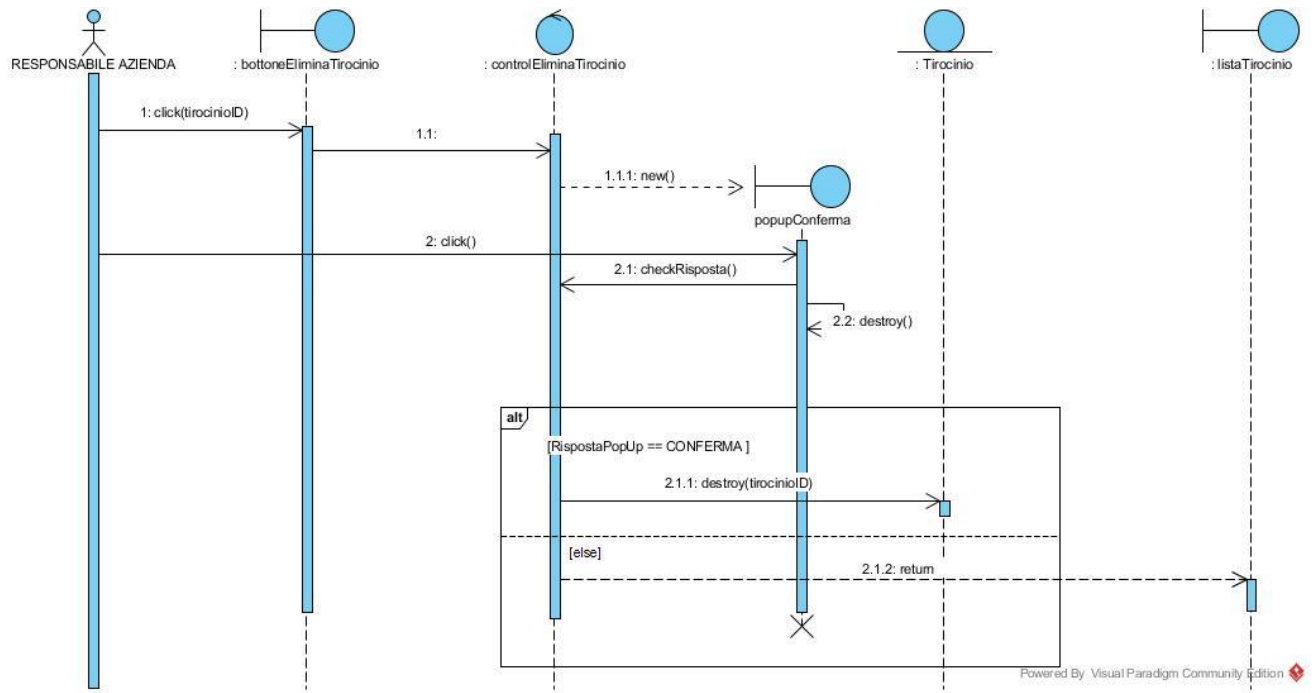 RESPONSABILE AZIENDA
: bottoneEliminaTirocinio
: controlEliminaTirocinio
: Tirocinio
: listaTirocinio
1: click(tirocinioID)
1.1:
1.1.1: new()
popupConferma
2: click()
2.1: checkRisposta()
2.2: destroy()
alt
[RispostaPopUp == CONFERMA ]
2.1.1: destroy(tirocinioID)
[else]
2.1.2: return
Powered By Visual Paradigm Community Edition